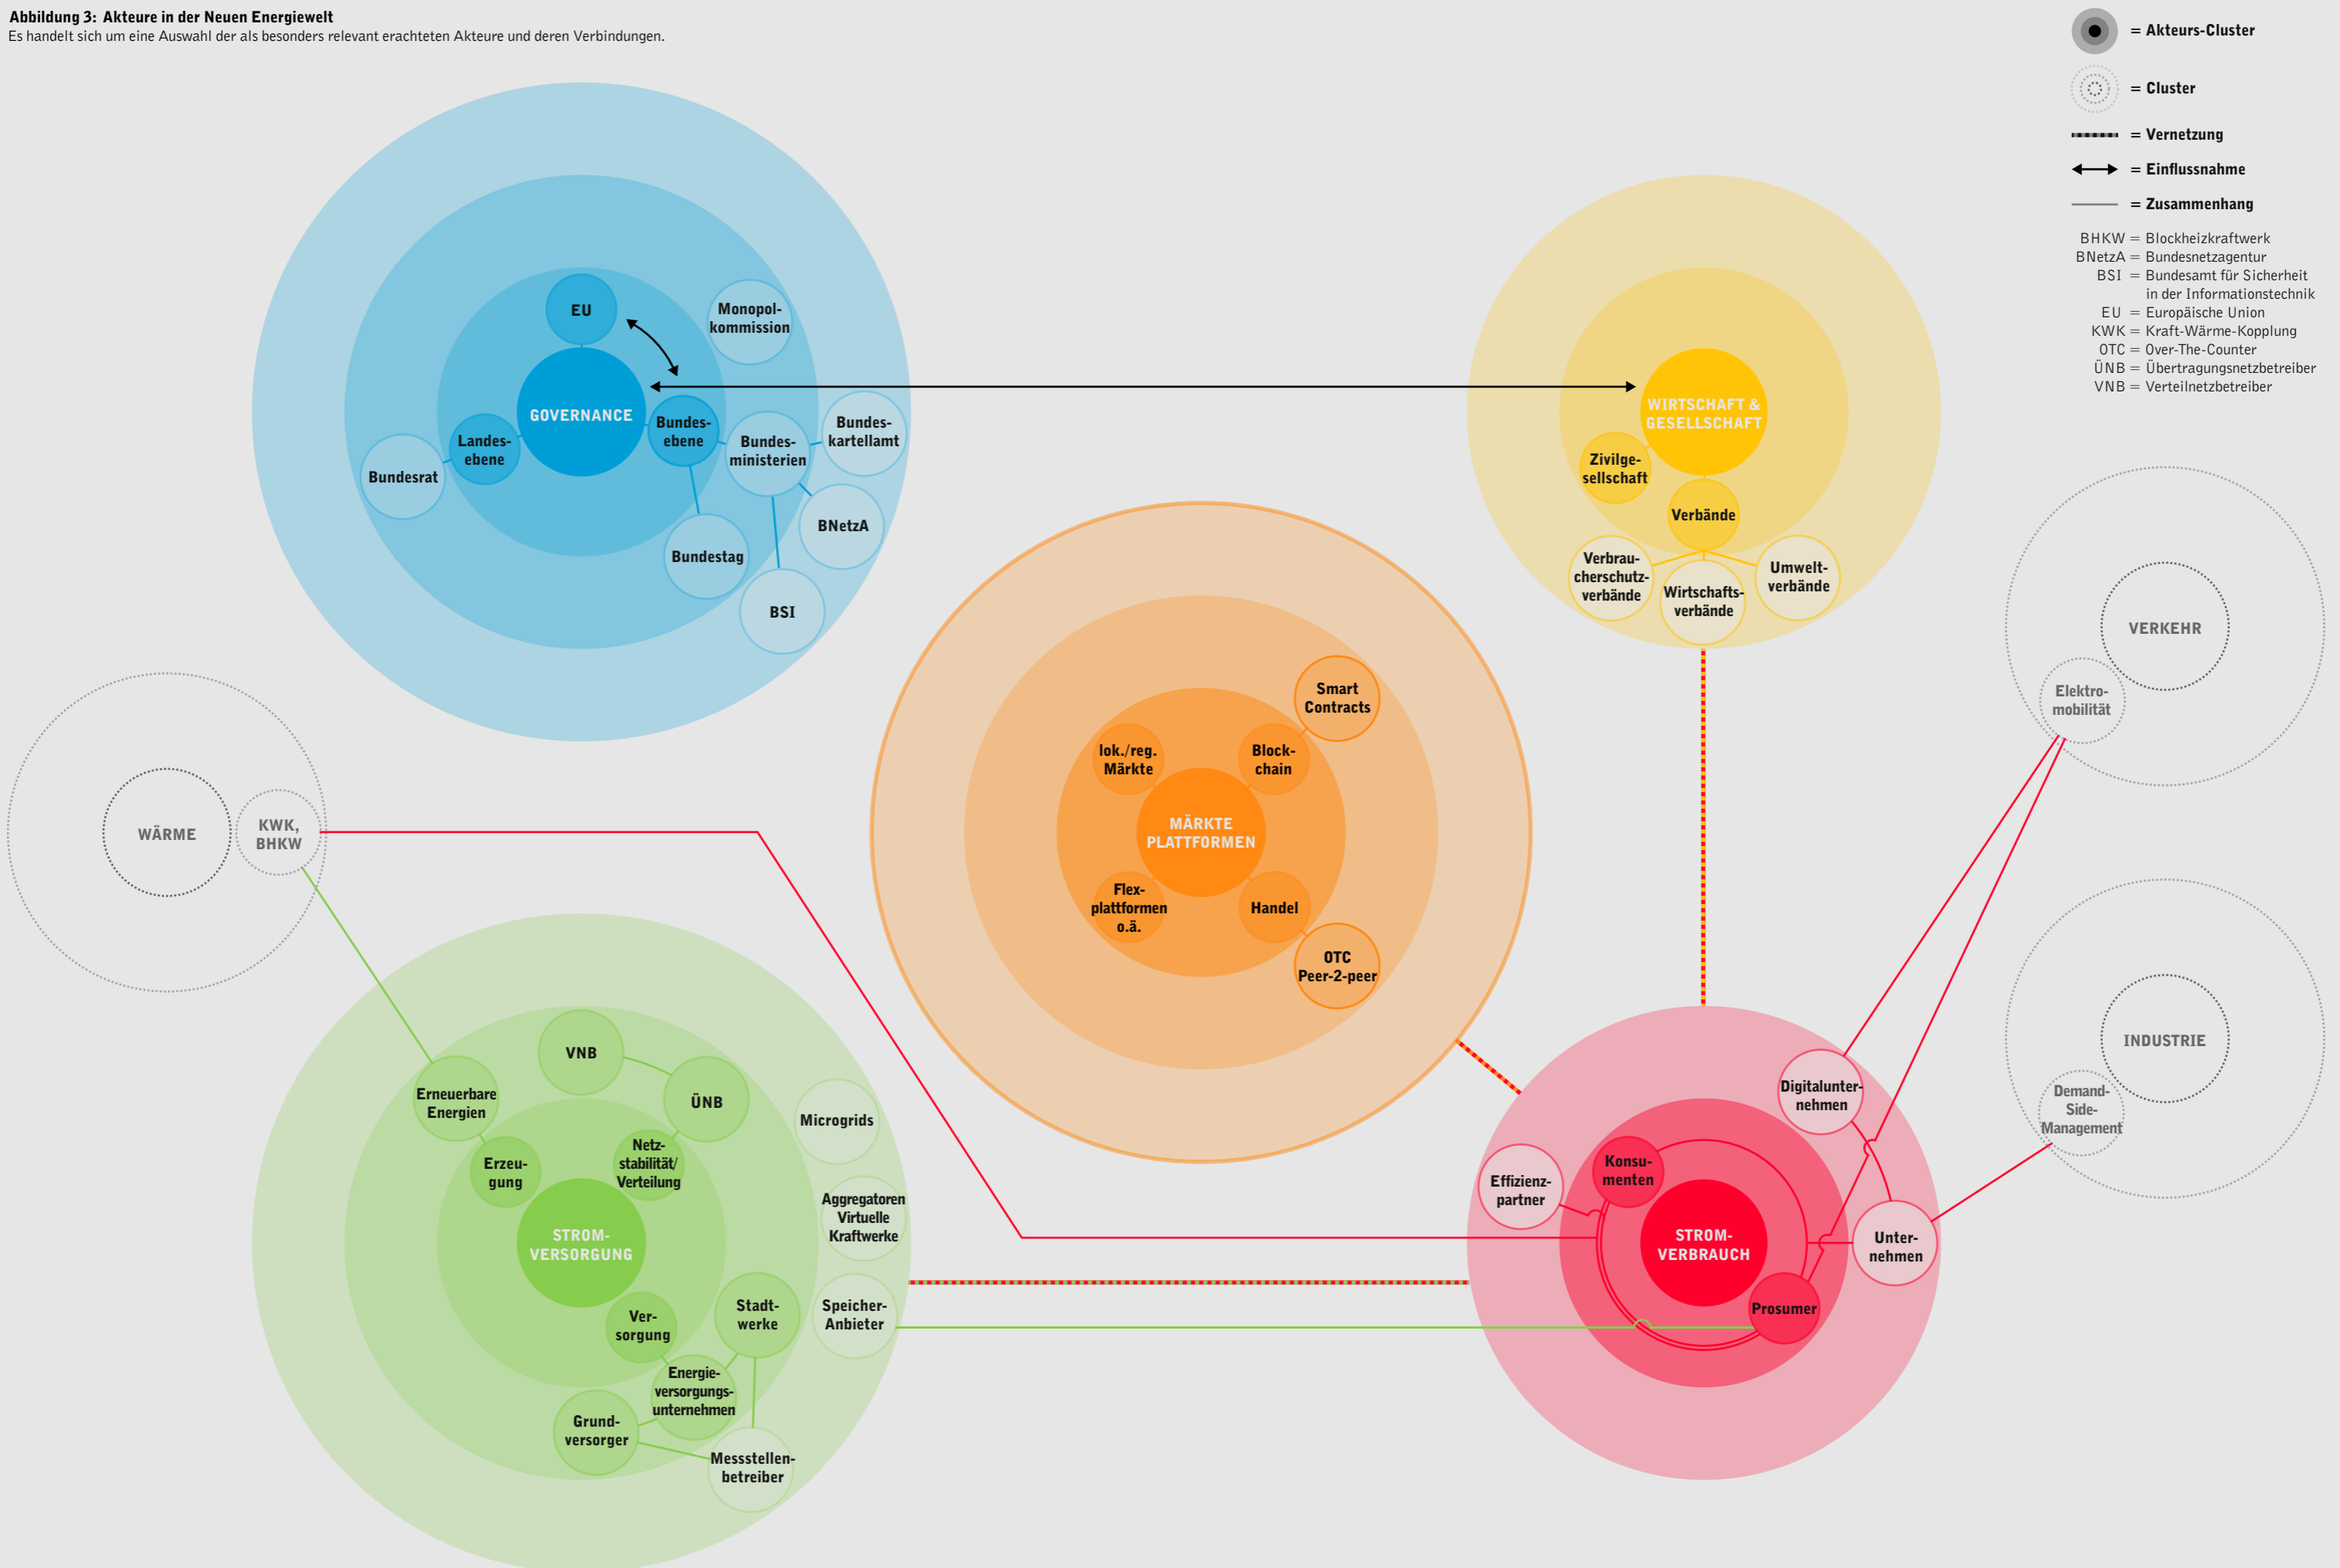 Abbildung 3: Akteure in der Neuen Energiewelt
Es handelt sich um eine Auswahl der als besonders relevant erachteten Akteure und deren Verbindungen.
= Akteurs-Cluster
= Cluster
= Vernetzung
= Einflussnahme
= Zusammenhang
BHKW = Blockheizkraftwerk
BNetzA = Bundesnetzagentur
BSI = Bundesamt für Sicherheit
in der Informationstechnik
EU = Europäische Union
KWK = Kraft-Wärme-Kopplung
OTC = Over-The-Counter
ÜNB = Übertragungsnetzbetreiber
VNB = Verteilnetzbetreiber
EU
Monopol-
kommission
GOVERNANCE
Landes-
ebene
Bundesrat
Bundes-
ebene
Bundes-
ministerien
Bundes-
kartellamt
BNetzA
Bundestag
BSI
WIRTSCHAFT &
GESELLSCHAFT
Zivilge-
sellschaft
Verbände
Verbrau-
cherschutz-
verbände
Wirtschafts-
verbände
Umwelt-
verbände
VERKEHR
Elektro-
mobilität
WÄRME
KWK,
BHKW
Smart
Contracts
lok./reg.
Märkte
Block-
chain
MÄRKTE
PLATTFORMEN
Flex-
plattformen
o.ä.
Handel
OTC
Peer-2-peer
INDUSTRIE
Demand-
Side-
Management
VNB
ÜNB
Erneuerbare
Energien
Erzeu-
gung
Netz-
stabilität/
Verteilung
Microgrids
Aggregatoren
Virtuelle
Kraftwerke
STROM-
VERSORGUNG
Ver-
sorgung
Stadt-
werke
Speicher-
Anbieter
Energie-
versorgungs-
unternehmen
Grund-
versorger
Messstellen-
betreiber
Digitalunter-
nehmen
Konsu-
menten
Effizienz-
partner
STROM-
VERBRAUCH
Unter-
nehmen
Prosumer